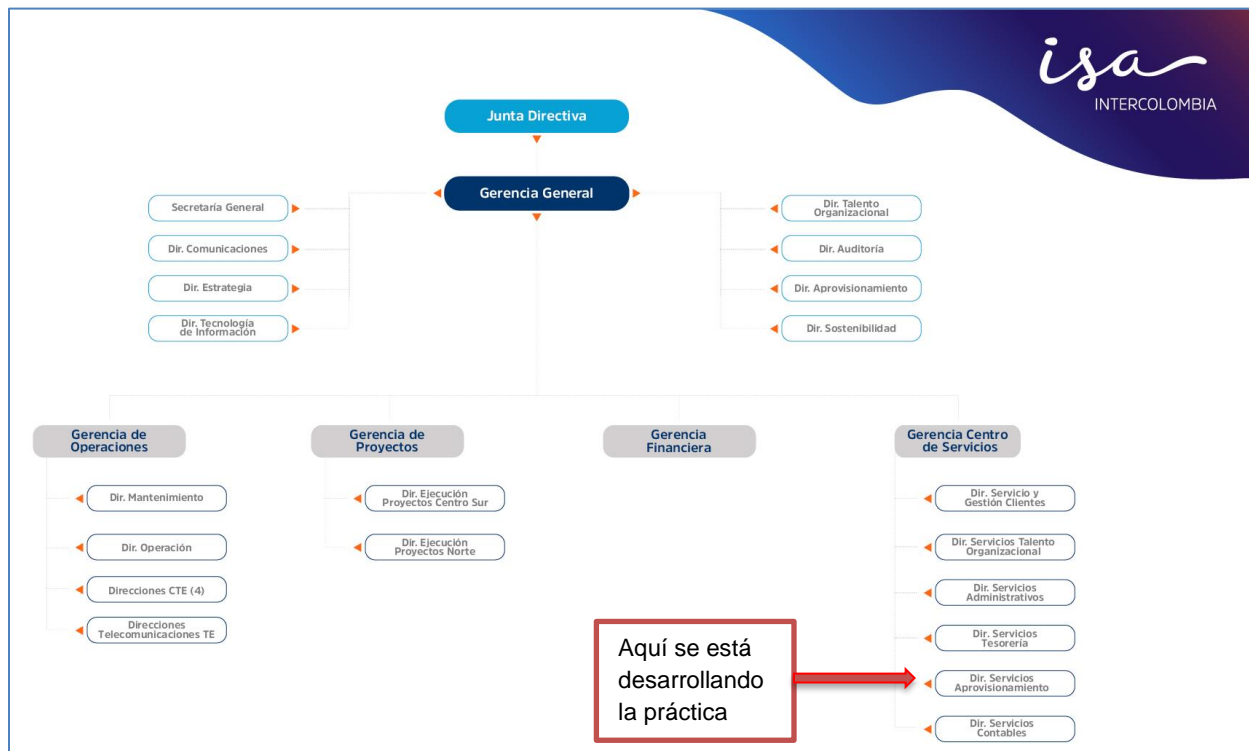 isa
INTERCOLOMBIA
Junta Directiva
Gerencia General
Secretaría General
Dir. Comunicaciones
Dir. Estrategia
Dir. Tecnología
de Información
Dir. Talento
Organizacional
Dir. Auditoría
Dir. Aprovisionamiento
Dir. Sostenibilidad
Gerencia de
Operaciones
Dir. Mantenimiento
Dir. Operación
Direcciones CTE (4)
Direcciones
Telecomunicaciones TE
Gerencia de
Proyectos
Dir. Ejecución
Proyectos Centro Sur
Dir. Ejecución
Proyectos Norte
Gerencia
Financiera
Gerencia Centro
de Servicios
Dir. Servicio y
Gestión Clientes
Dir. Servicios Talento
Organizacional
Dir. Servicios
Administrativos
Dir. Servicios
Tesorería
Dir. Servicios
Aprovisionamiento
Dir. Servicios
Contables
Aquí se está
desarrollando
la práctica